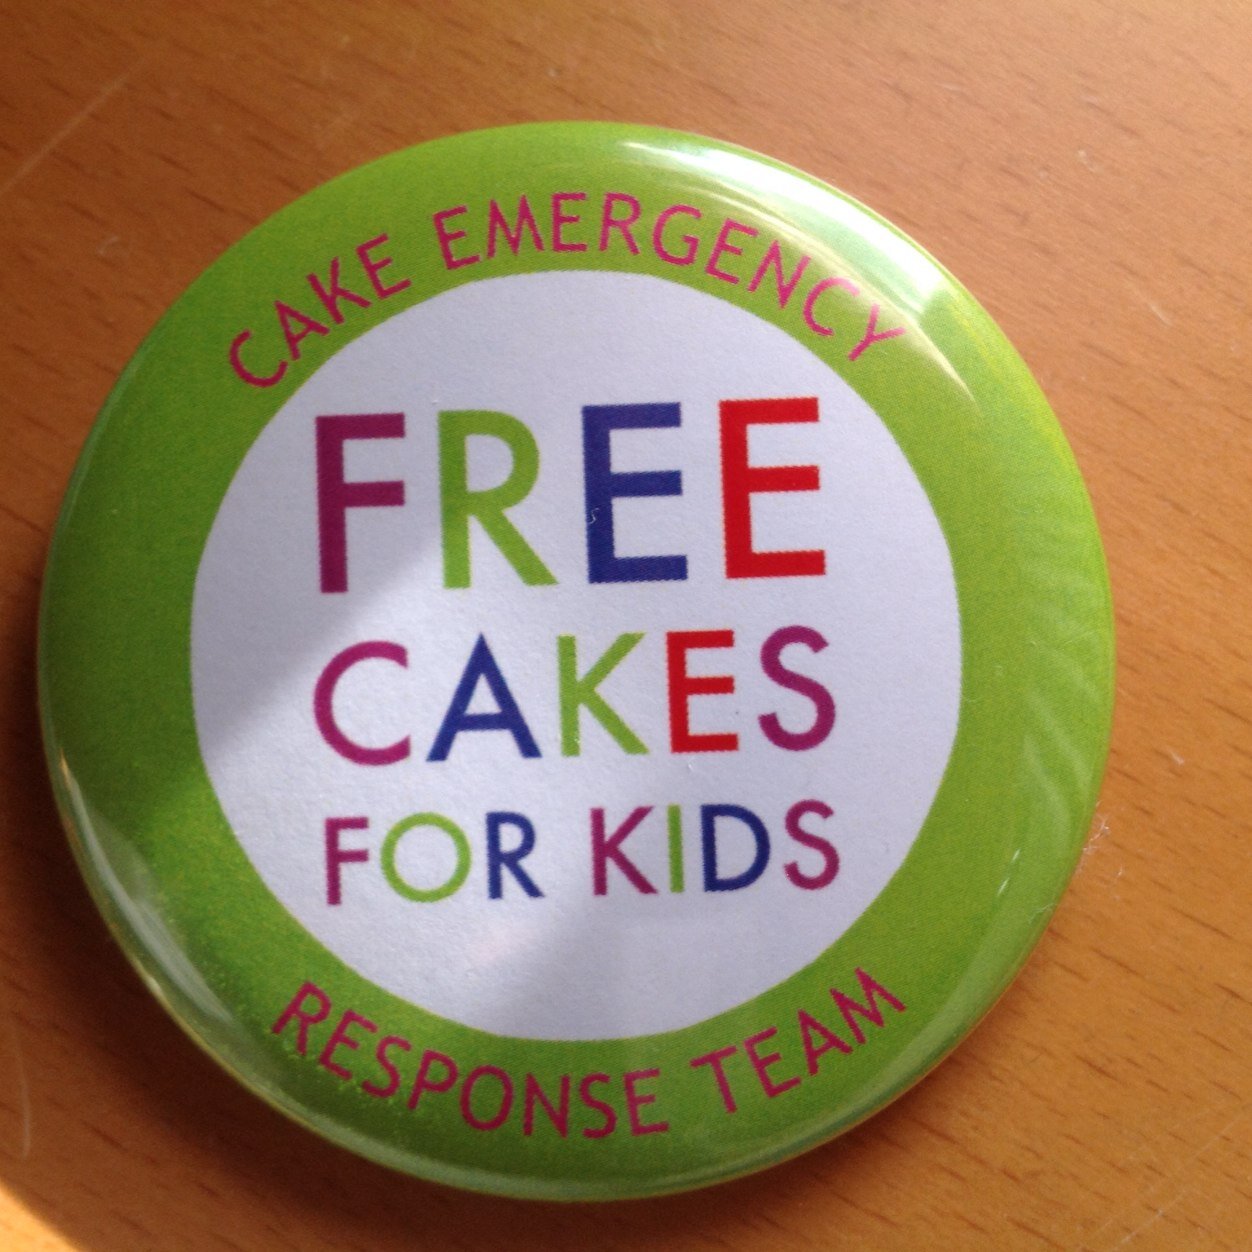 CAKE EMERGENCY
FREE
CAKES
FOR KIDS
RESPONSE TEAM